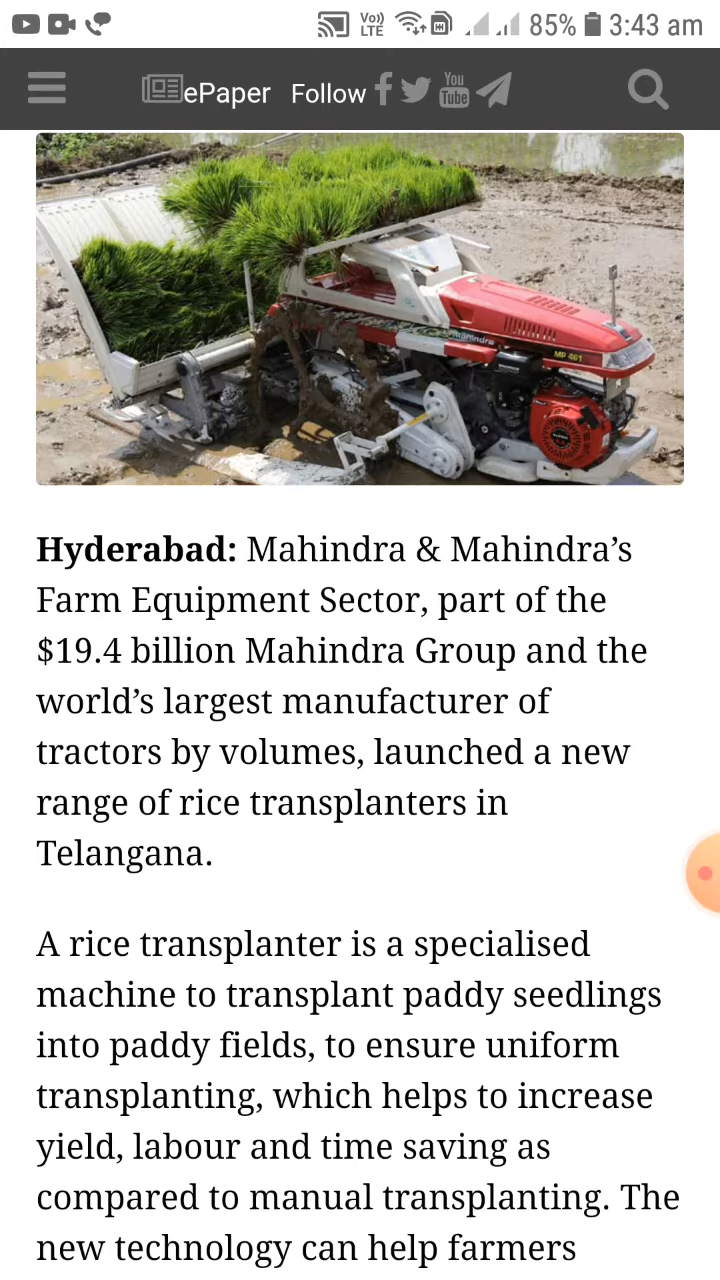 Vo)) LTE 85% 3:43 am
ePaper Follow You Tube
mahindra
MP 461
Hyderabad: Mahindra & Mahindra’s
Farm Equipment Sector, part of the
$19.4 billion Mahindra Group and the
world’s largest manufacturer of
tractors by volumes, launched a new
range of rice transplanters in
Telangana.
A rice transplanter is a specialised
machine to transplant paddy seedlings
into paddy fields, to ensure uniform
transplanting, which helps to increase
yield, labour and time saving as
compared to manual transplanting. The
new technology can help farmers